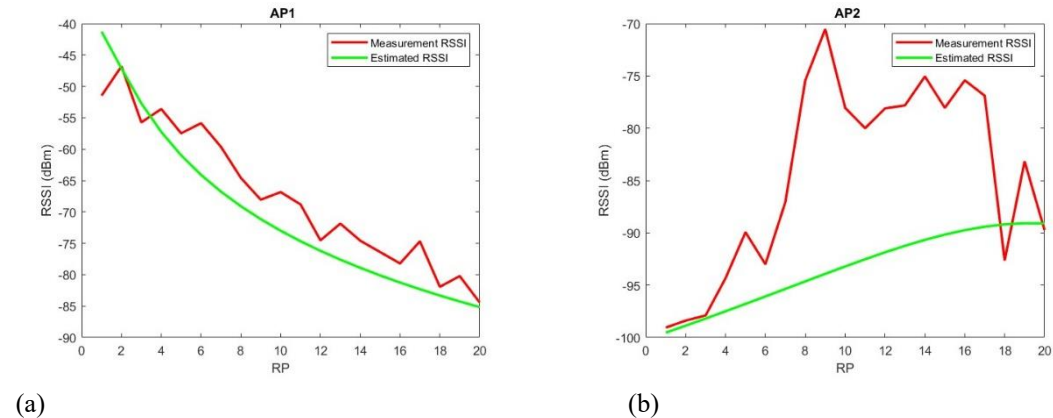 AP1
-40
-45
-50
-55
-60
-65
-70
-75
-80
-85
-90
RSSI (dBm)
0 2 4 6 8 10 12 14 16 18 20
RP
Measurement RSSI
Estimated RSSI
(a)
AP2
-70
-75
-80
-85
-90
-95
-100
RSSI (dBm)
0 2 4 6 8 10 12 14 16 18 20
RP
Measurement RSSI
Estimated RSSI
(b)